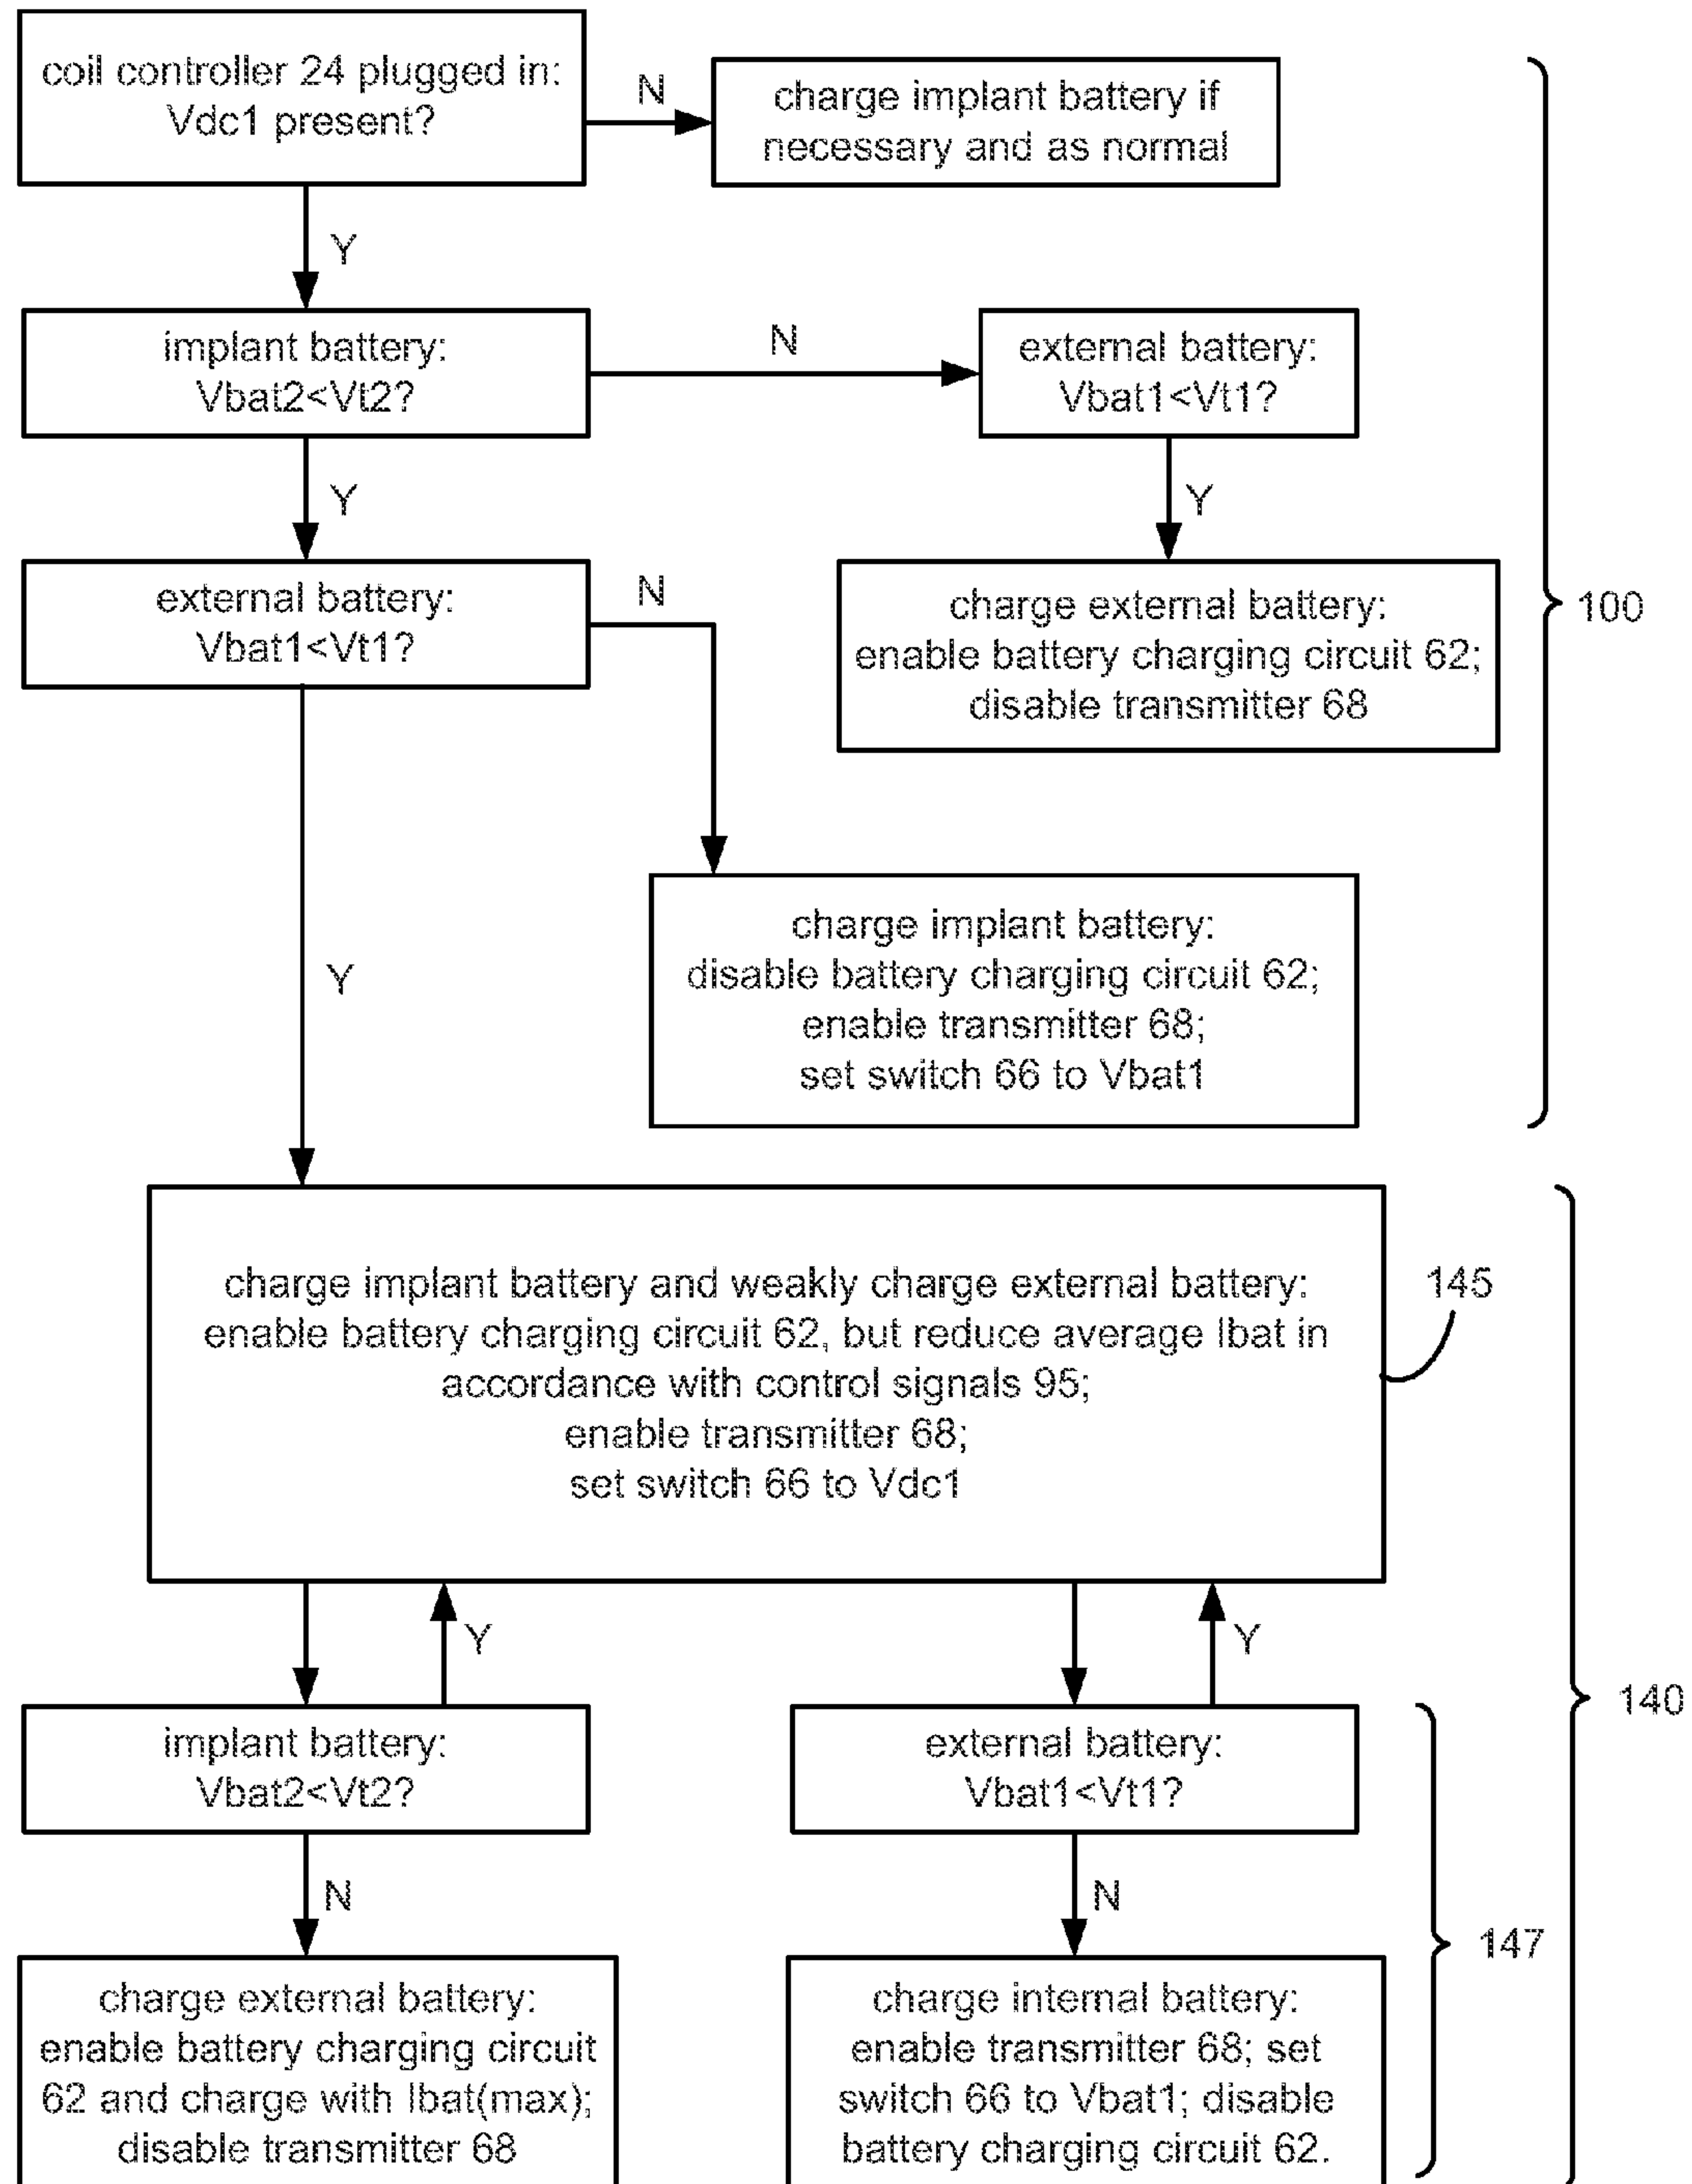 coil controller 24 plugged in:
Vdc1 present?
N
charge implant battery if
necessary and as normal
Y
implant battery:
Vbat2<Vt2?
N
external battery:
Vbat1<Vt1?
Y
Y
external battery:
Vbat1<Vt1?
N
charge external battery:
enable battery charging circuit 62;
disable transmitter 68
100
Y
charge implant battery:
disable battery charging circuit 62;
enable transmitter 68;
set switch 66 to Vbat1
charge implant battery and weakly charge external battery:
enable battery charging circuit 62, but reduce average Ibat in
accordance with control signals 95;
enable transmitter 68;
set switch 66 to Vdc1
145
Y
Y
implant battery:
Vbat2<Vt2?
external battery:
Vbat1<Vt1?
140
N
N
147
charge external battery:
enable battery charging circuit
62 and charge with Ibat(max);
disable transmitter 68
charge internal battery:
enable transmitter 68; set
switch 66 to Vbat1; disable
battery charging circuit 62.